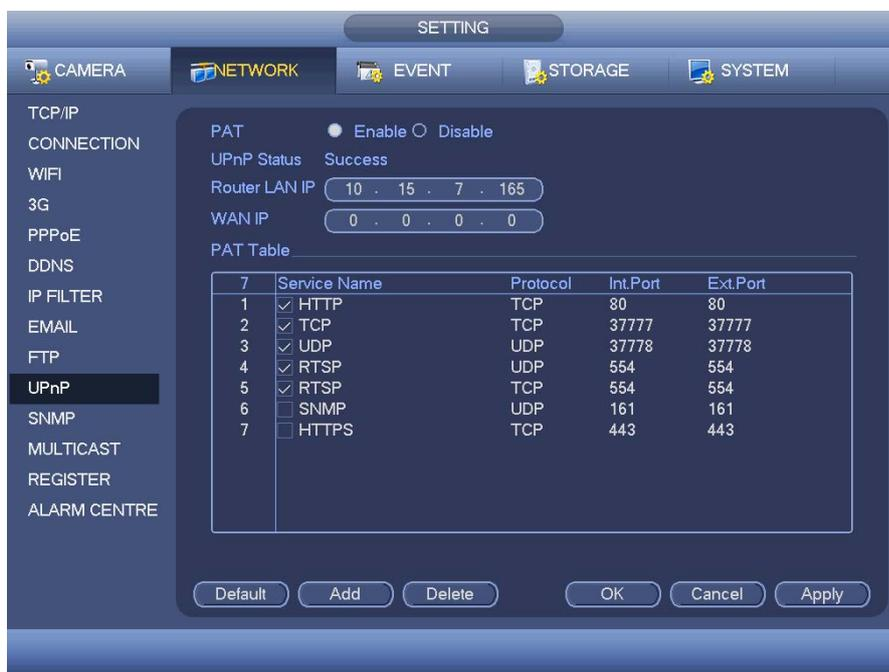 SETTING
CAMERA NETWORK EVENT STORAGE SYSTEM
TCP/IP
CONNECTION
WIFI
3G
PPPoE
DDNS
IP FILTER
EMAIL
FTP
UPnP
SNMP
MULTICAST
REGISTER
ALARM CENTRE
PAT Enable Disable
UPnP Status Success
Router LAN IP 10 . 15 . 7 . 165
WAN IP 0 . 0 . 0 . 0
PAT Table
7 Service Name Protocol Int.Port Ext.Port
1 HTTP TCP 80 80
2 TCP TCP 37777 37777
3 UDP UDP 37778 37778
4 RTSP UDP 554 554
5 RTSP TCP 554 554
6 SNMP UDP 161 161
7 HTTPS TCP 443 443
Default Add Delete OK Cancel Apply